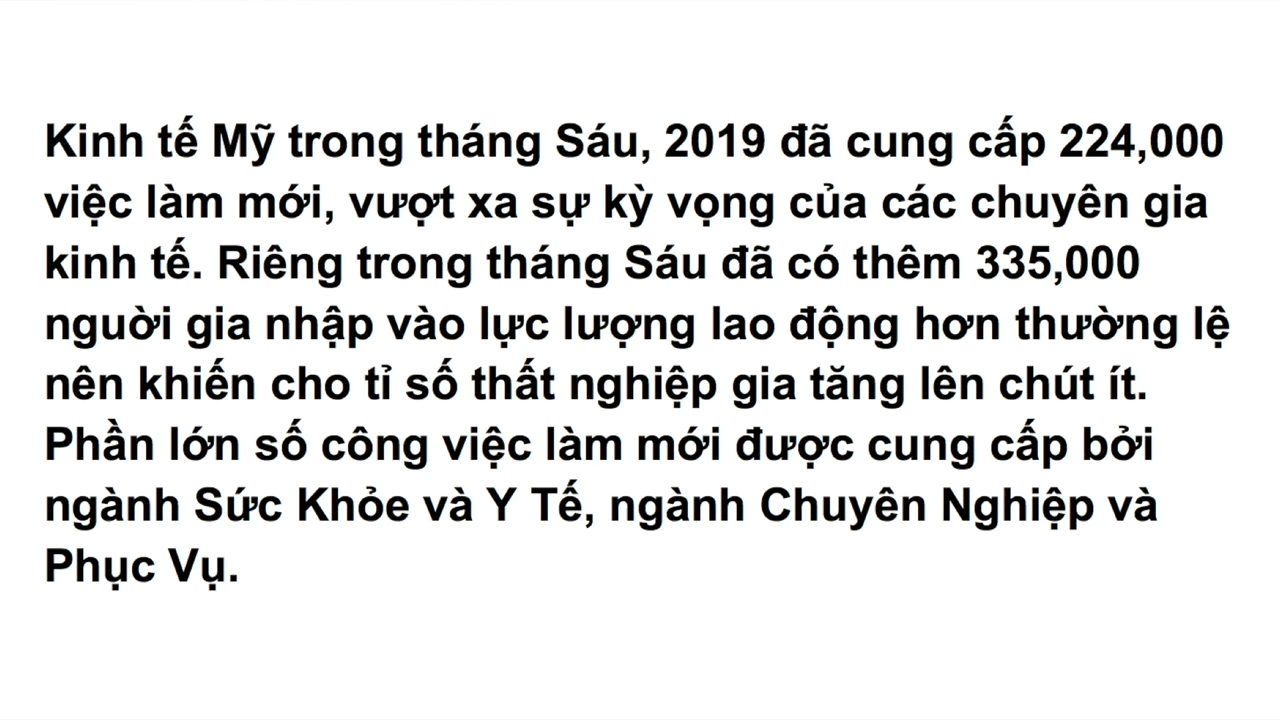 Kinh tế Mỹ trong tháng Sáu, 2019 đã cung cấp 224,000
việc làm mới, vượt xa sự kỳ vọng của các chuyên gia
kinh tế. Riêng trong tháng Sáu đã có thêm 335,000
nguời gia nhập vào lực lượng lao động hơn thường lệ
nên khiến cho tỉ số thất nghiệp gia tăng lên chút ít.
Phần lớn số công việc làm mới được cung cấp bởi
ngành Sức Khỏe và Y Tế, ngành Chuyên Nghiệp và
Phục Vụ.